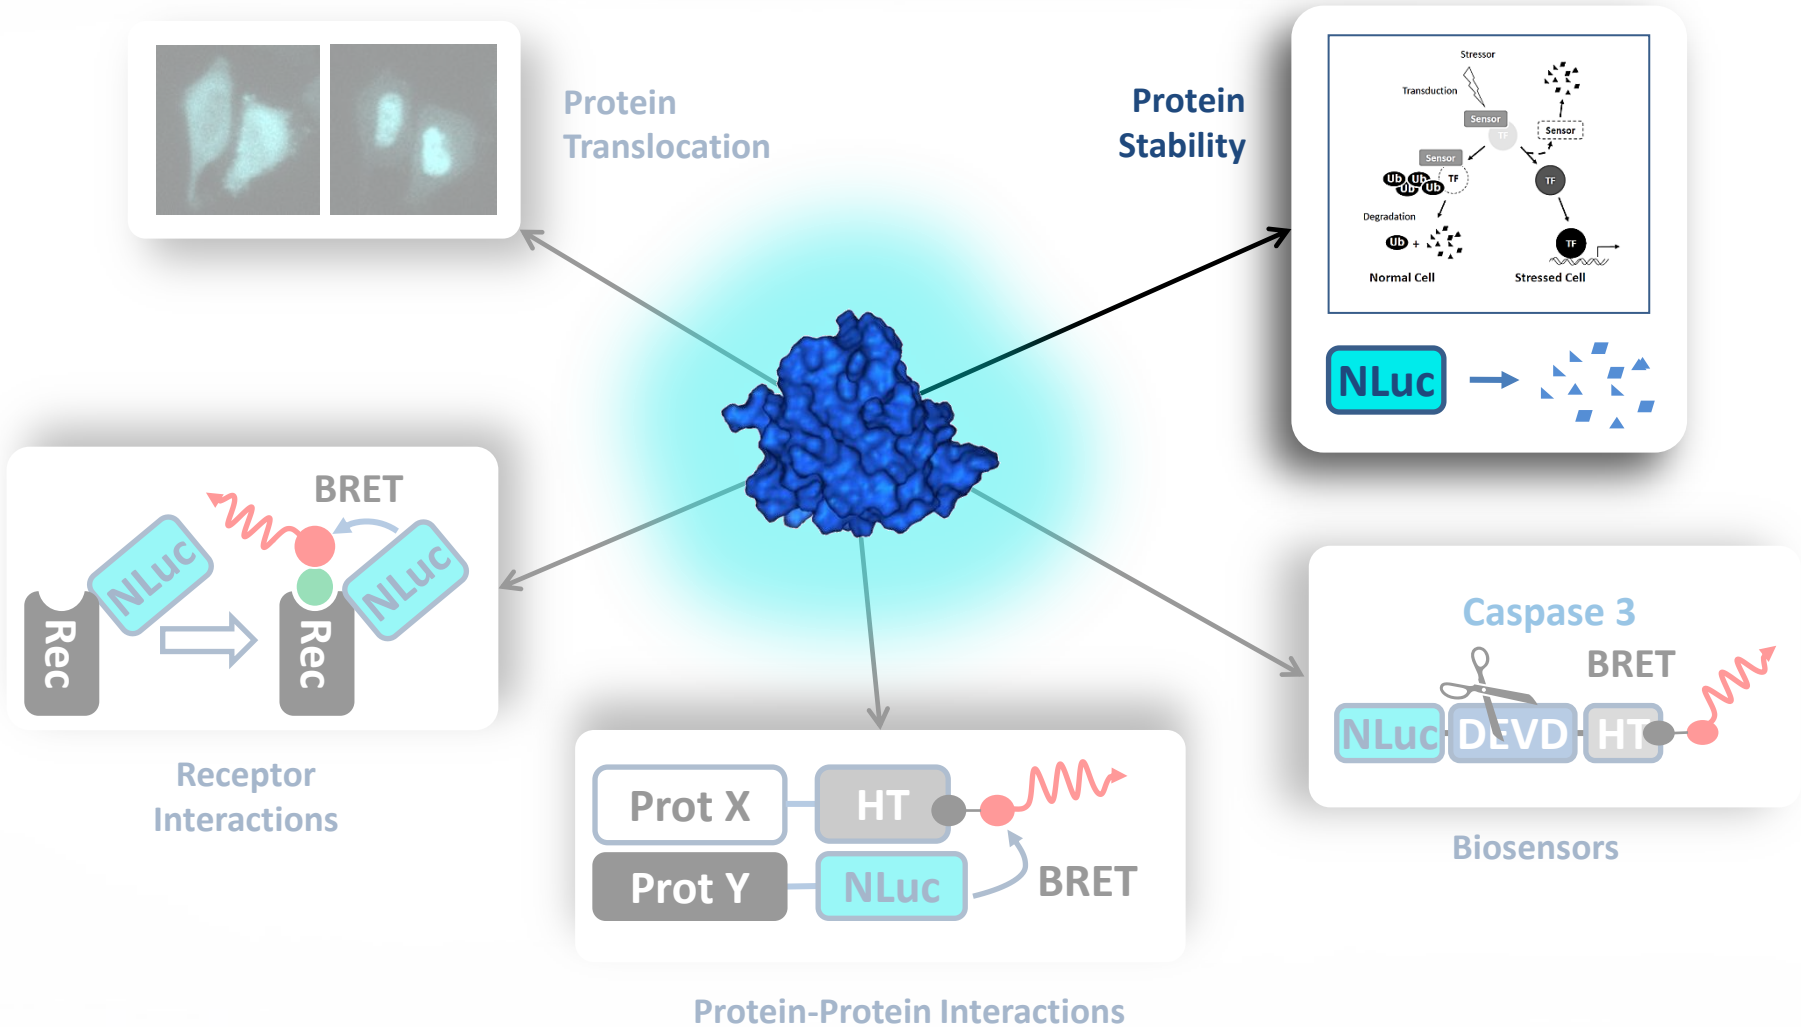 Protein
Translocation
Protein
Stability
Stressor
Transduction
Sensor
TF
Sensor
Sensor
Ub Ub Ub Ub
TF
TF
Degradation
Ub +
TF
Normal Cell
Stressed Cell
NLuc
BRET
NLuc
Rec
NLuc
Rec
Receptor
Interactions
Prot X
HT
Prot Y
NLuc
BRET
Protein-Protein Interactions
Caspase 3
BRET
NLuc
DEVD
HT
Biosensors